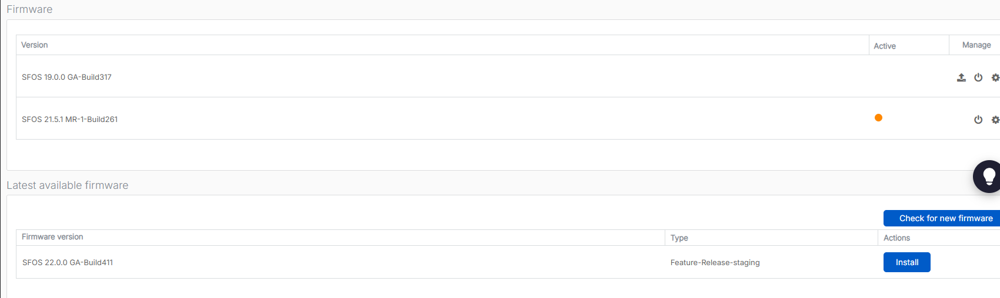 Firmware
Version Active Manage
SFOS 19.0.0 GA-Build317
SFOS 21.5.1 MR-1-Build261
Latest available firmware
Check for new firmware
Firmware version Type Actions
SFOS 22.0.0 GA-Build411 Feature-Release-staging Install